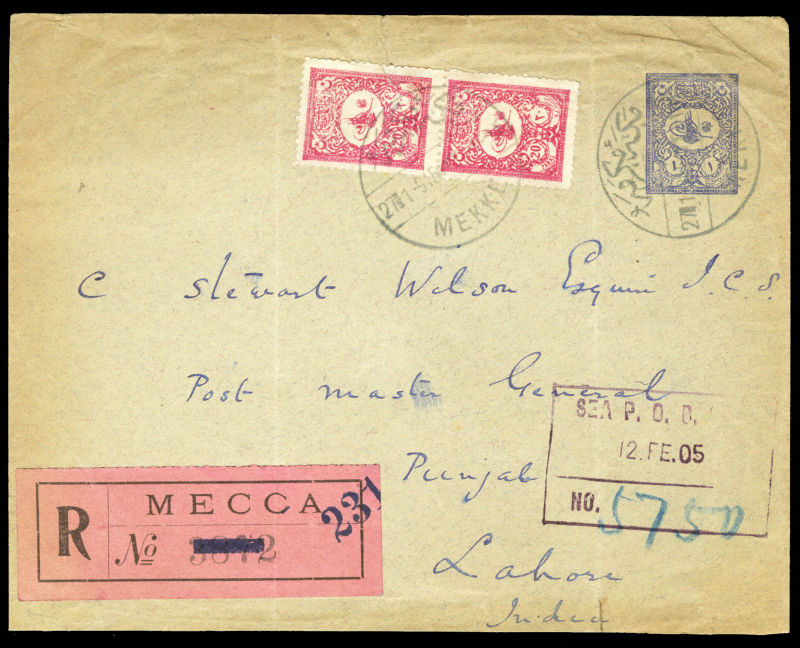 MEKKE
C Stewart Wilson Esquire I.C.S.
Post master General
Punjab
Lahore
India
SEA P. O. B.
12.FE.05
NO. 5750
R
MECCA
No 3872
231